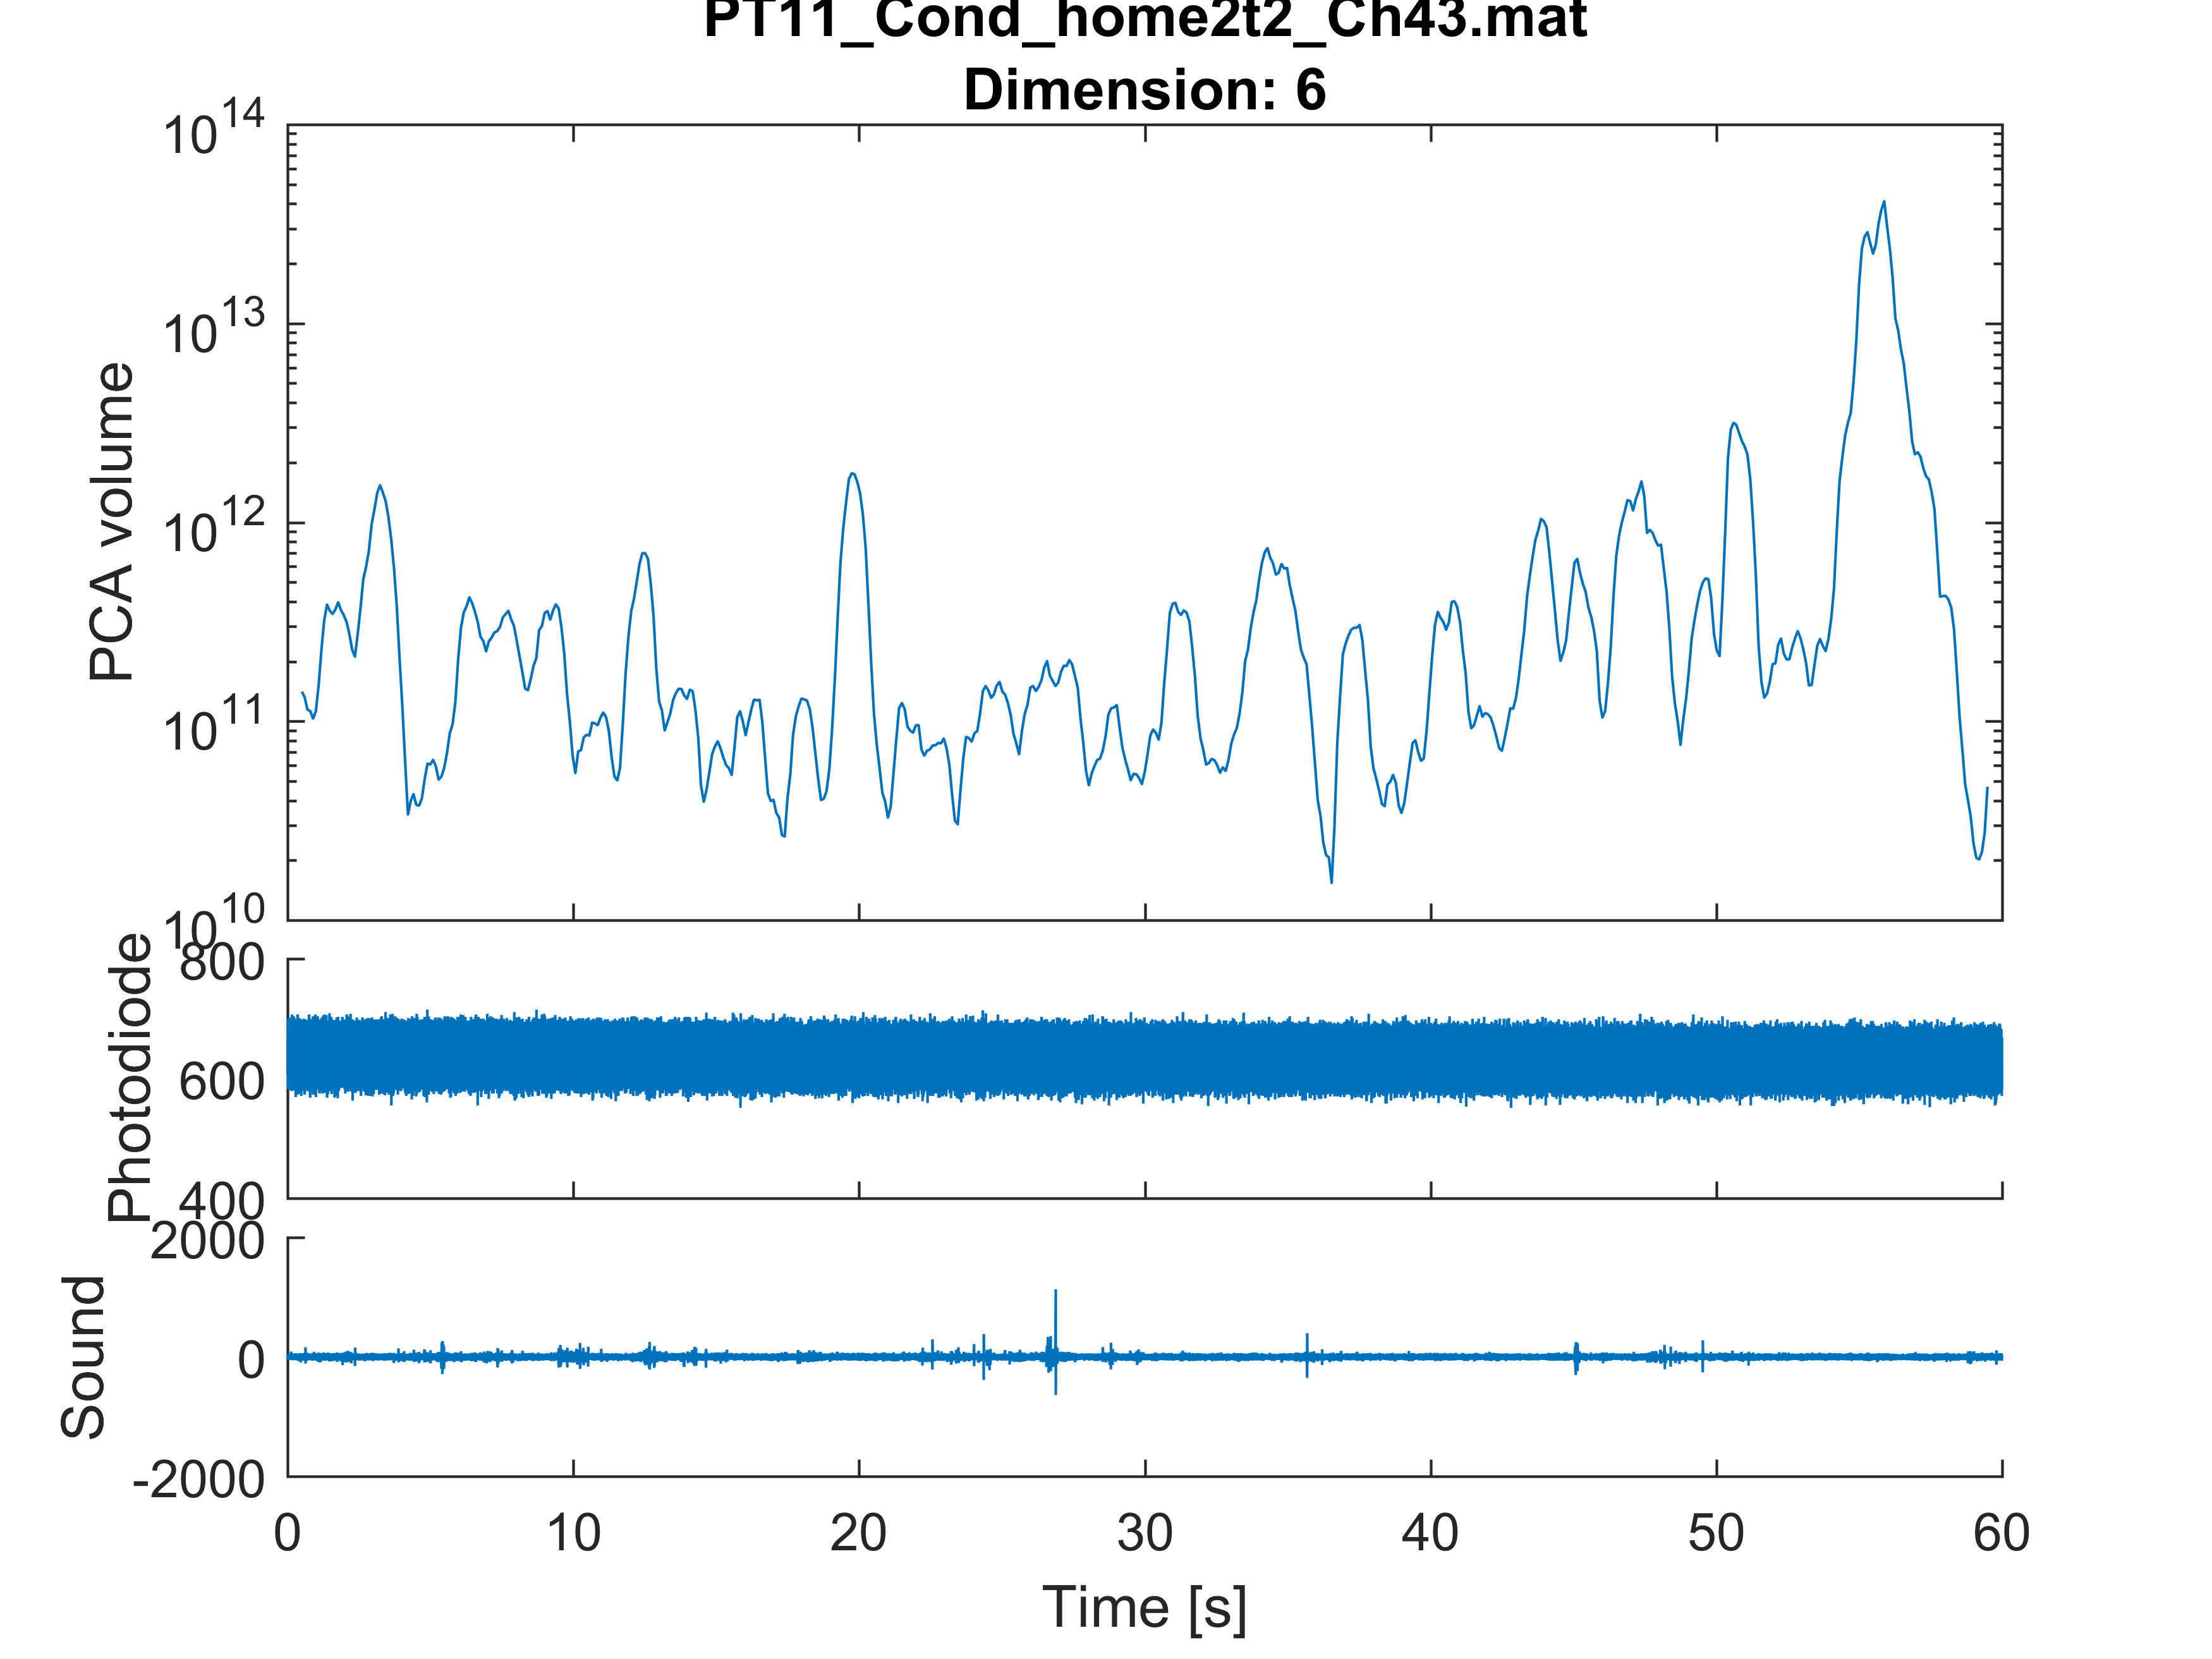 PT11_Cond_home2t2_Ch43.mat
Dimension: 6
10^14
10^13
10^12
10^11
10^10
PCA volume
800
600
400
Photodiode
2000
0
-2000
Sound
0 10 20 30 40 50 60
Time [s]